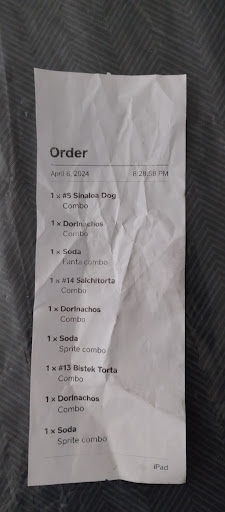 Order
April 6, 2024 8:28:58 PM
1 x #5 Sinaloa Dog
Combo
1 x Dorinachos
Combo
1 x Soda
Fanta combo
1 x #14 Salchitorta
Combo
1 x Dorinachos
Combo
1 x Soda
Sprite combo
1 x #13 Bistek Torta
Combo
1 x Dorinachos
Combo
1 x Soda
Sprite combo
iPad